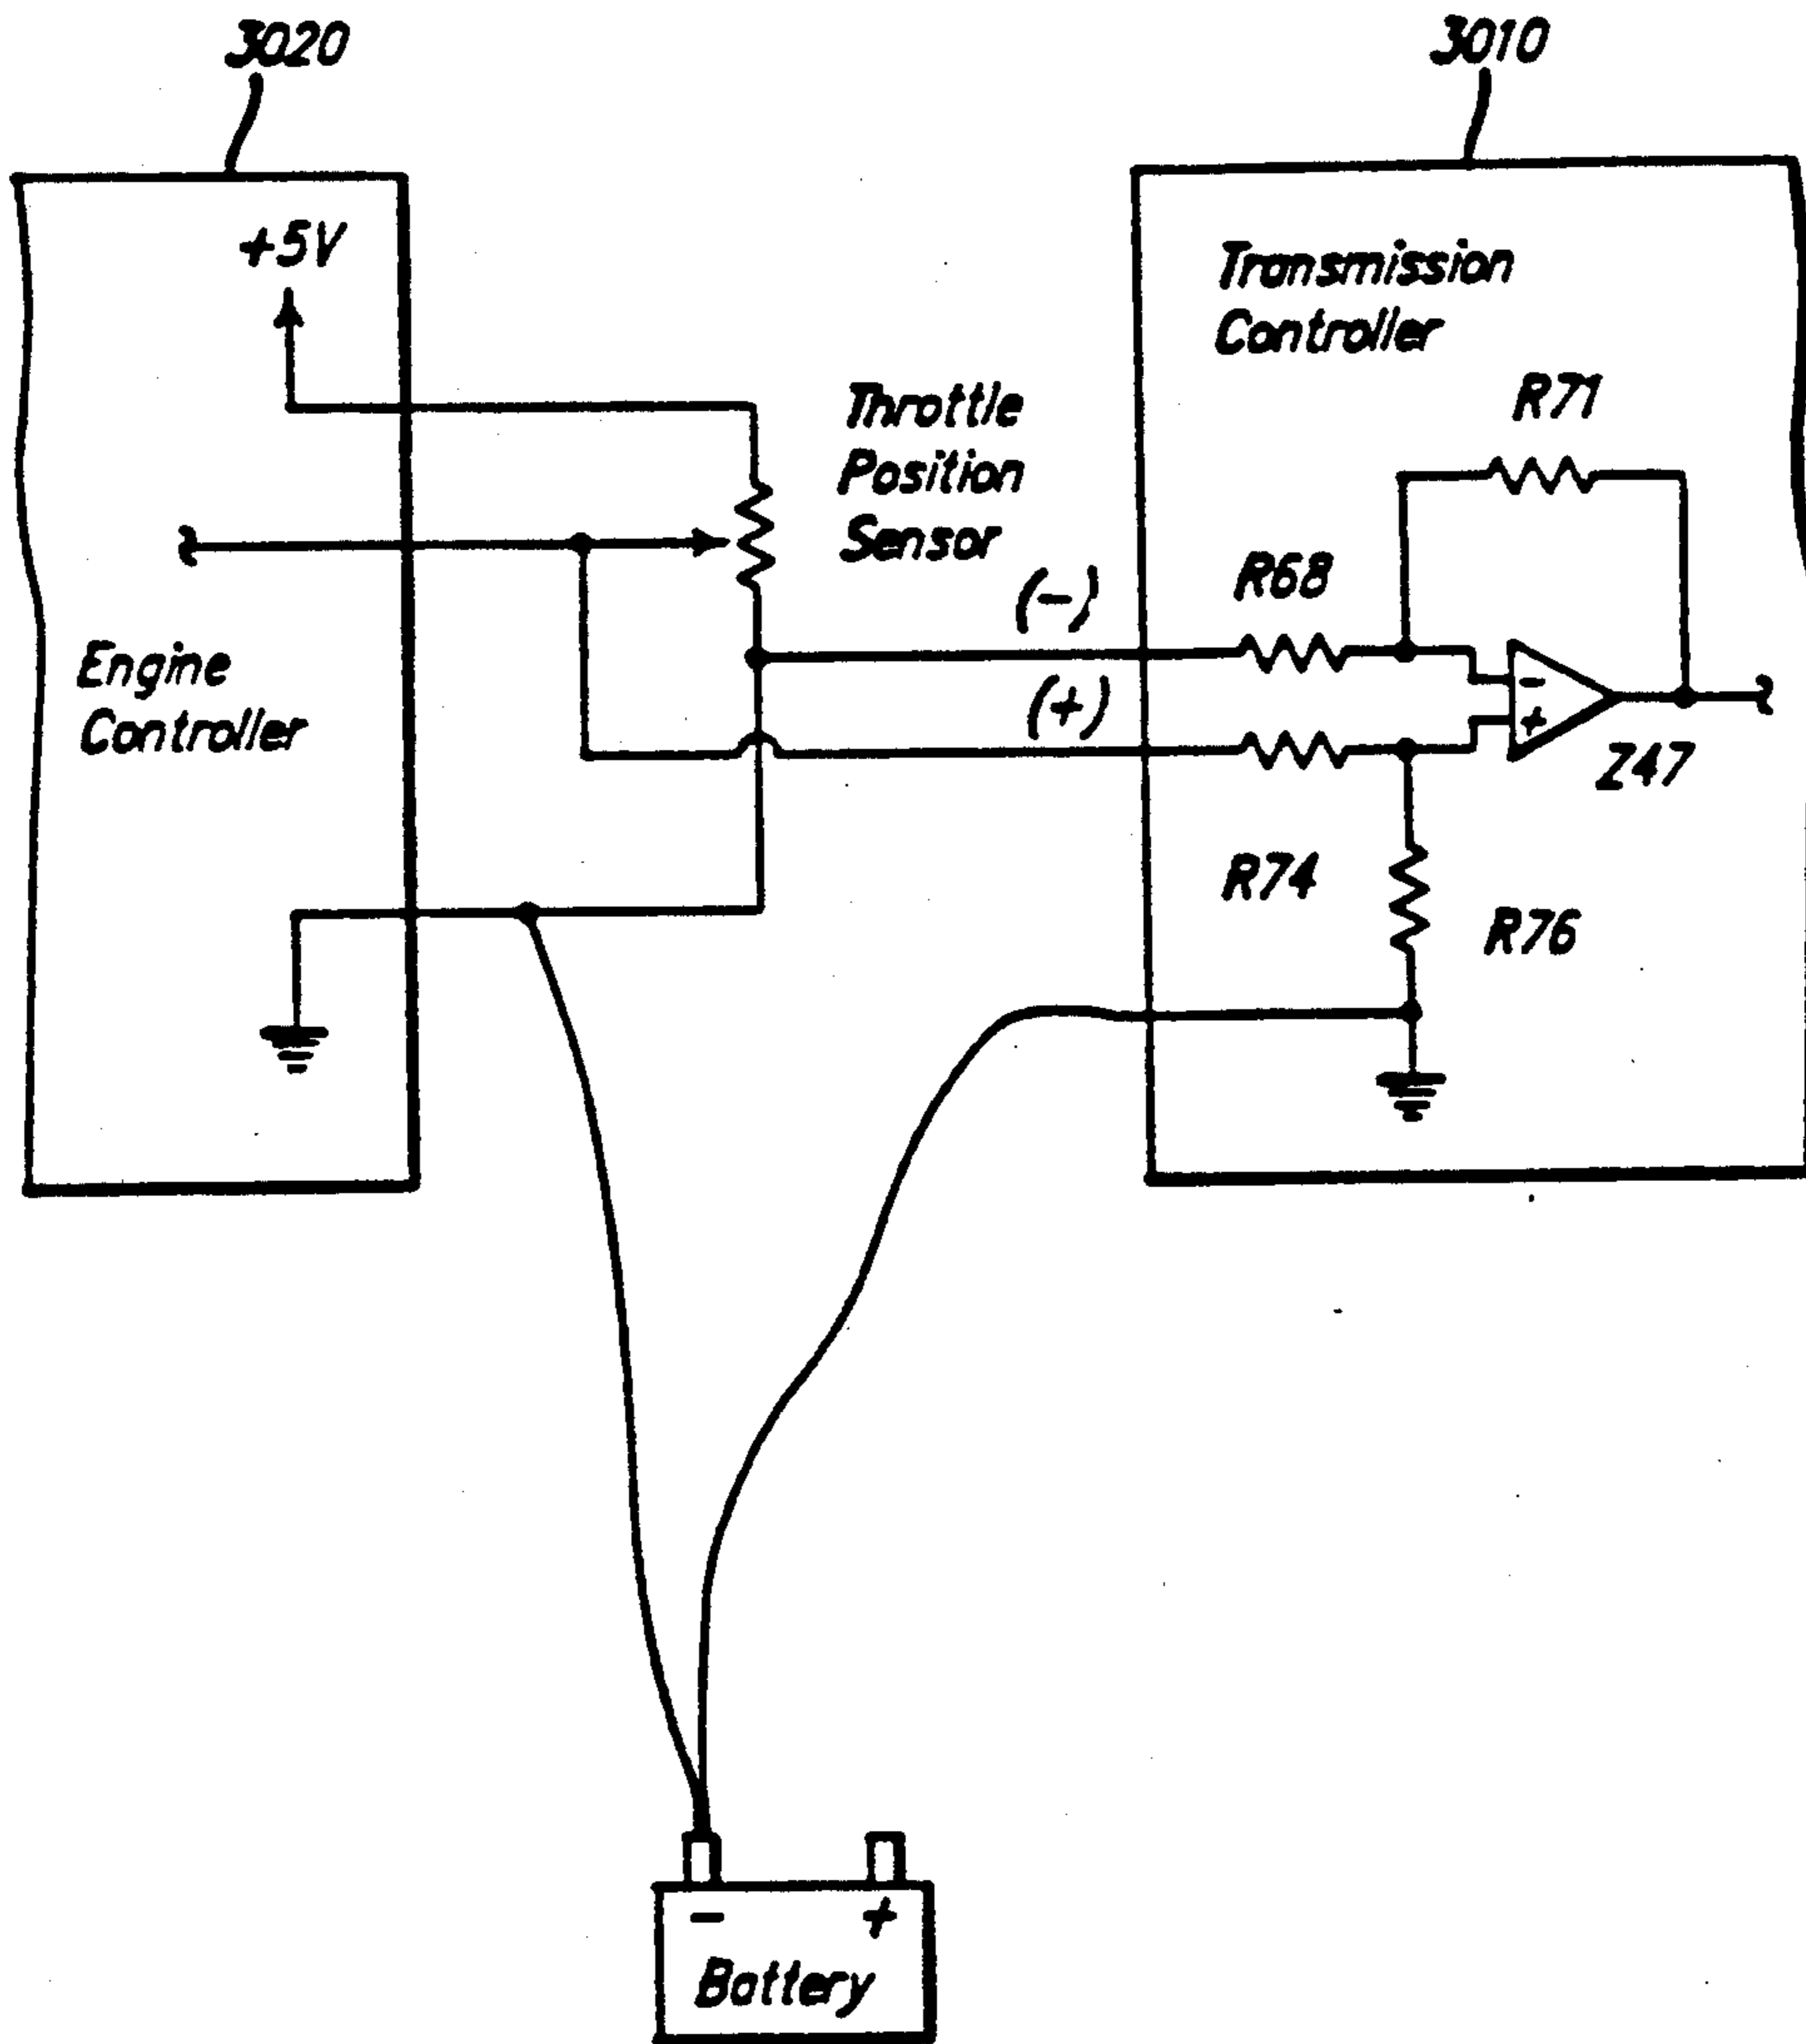 3020
3010
+5V
Transmission
Controller
R71
Throttle
Position
Sensor
(-)
R68
Engine
Controller
(+)
-
+
Z47
R74
R76
-
+
Battery